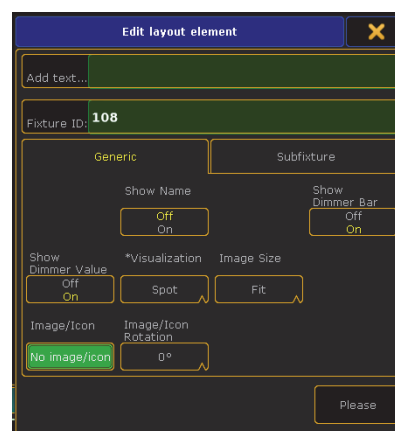 Edit layout element
Add text...
Fixture ID: 108
Generic Subfixture
Show Name
Off
On
Show
Dimmer Bar
Off
On
Show
Dimmer Value
Off
On
*Visualization
Spot
Image Size
Fit
Image/Icon
No image/icon
Image/Icon
Rotation
0°
Please